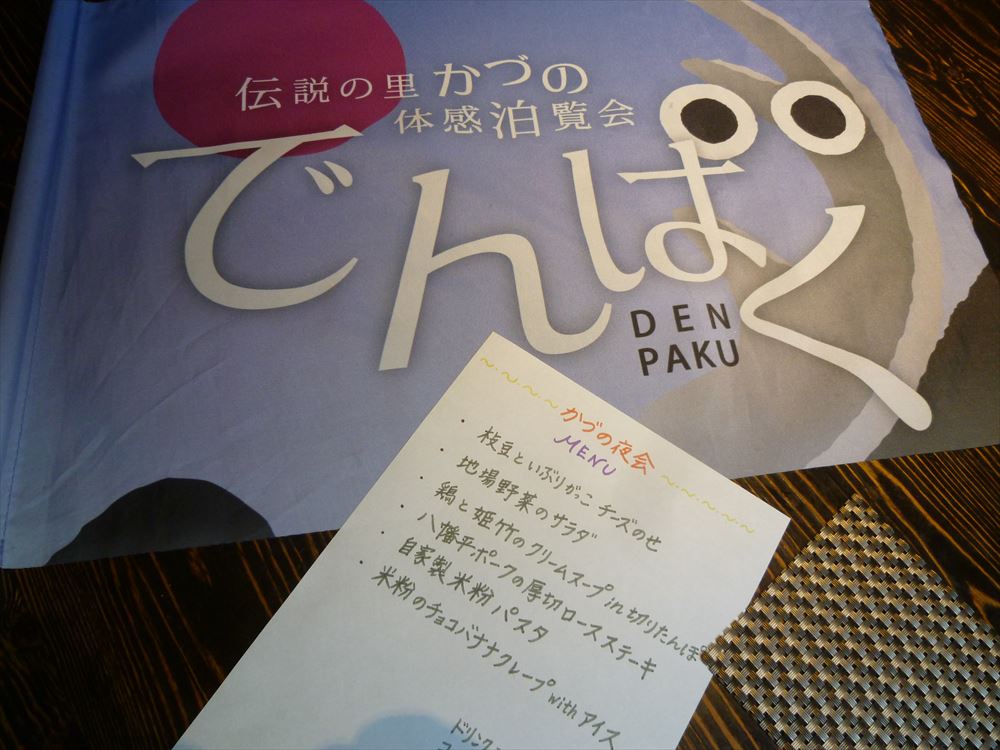 伝説の里 かづの
体感泊覧会
でんぱく
DEN
PAKU
かづの夜会
MENU
・枝豆といぶりがっこ チーズのせ
・地場野菜のサラダ
・鶏と姫竹のクリームスープ in 切りたんぽ
・八幡平ポークの厚切ロースステーキ
・自家製米粉パスタ
・米粉のチョコバナナクレープ with アイス
ドリンク